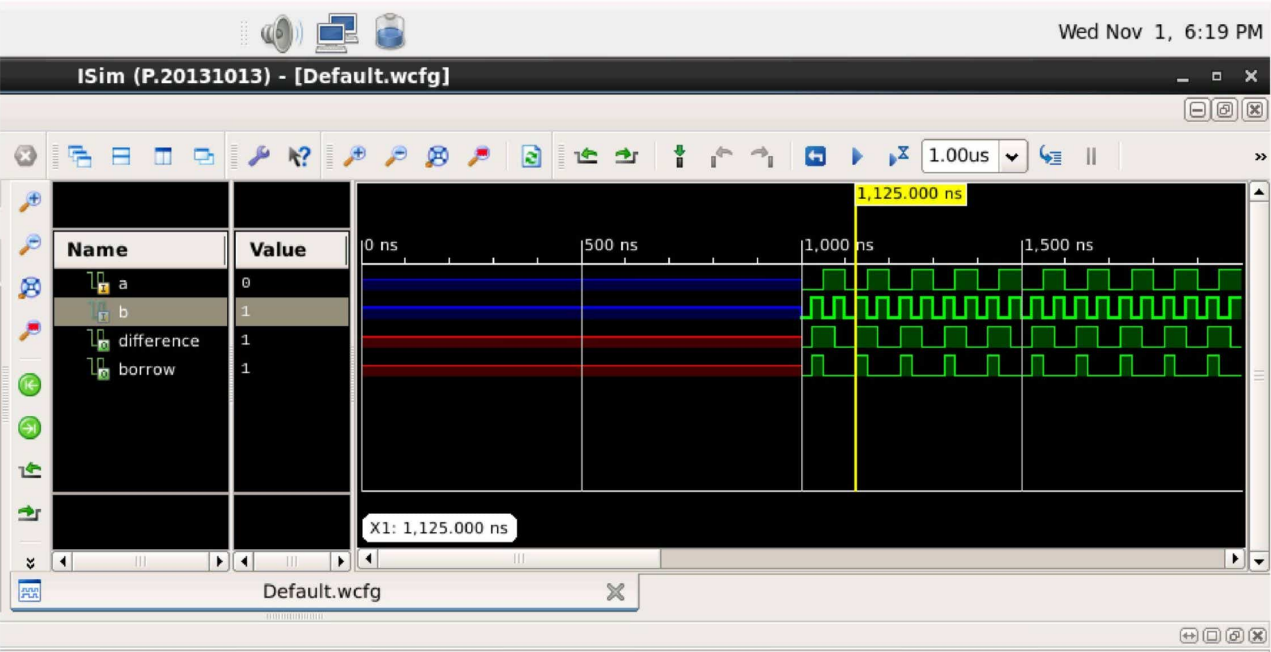 Wed Nov 1, 6:19 PM
ISim (P.20131013) - [Default.wcfg]
1.00us
»
1,125.000 ns
Name
Value
0 ns
500 ns
1,000 ns
1,500 ns
a
0
b
1
difference
1
borrow
1
X1: 1,125.000 ns
Default.wcfg